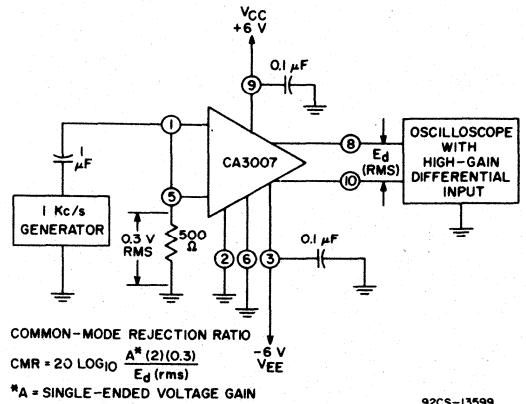 VCC
+6 V
0.1 μF
9
1
8
OSCILLOSCOPE
WITH
HIGH-GAIN
DIFFERENTIAL
INPUT
1
μF
CA3007
Ed
(RMS)
10
5
1 Kc/s
GENERATOR
0.3 V
RMS
500
Ω
2
6
3
0.1 μF
-6 V
VEE
COMMON-MODE REJECTION RATIO
CMR = 20 LOG10 A*(2)(0.3) / Ed (rms)
*A = SINGLE-ENDED VOLTAGE GAIN
92CS-13599